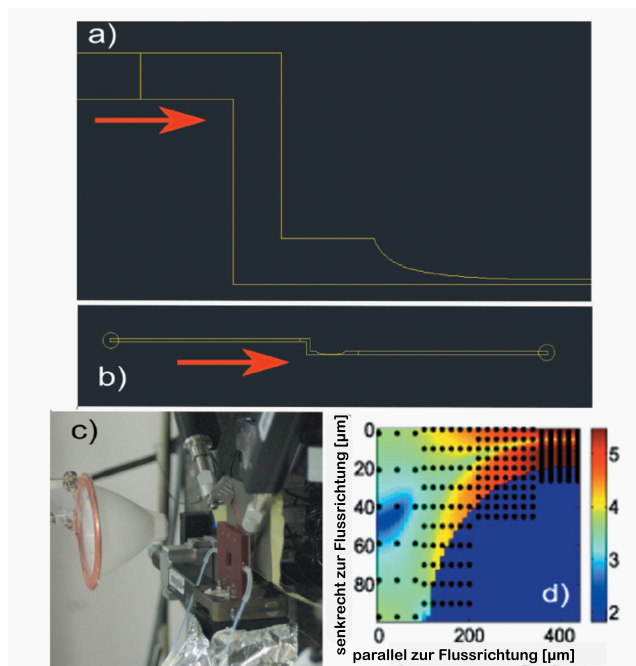 a)
b)
c)
senkrecht zur Flussrichtung [µm]
0
20
40
60
80
0
200
400
parallel zur Flussrichtung [µm]
d)
5
4
3
2